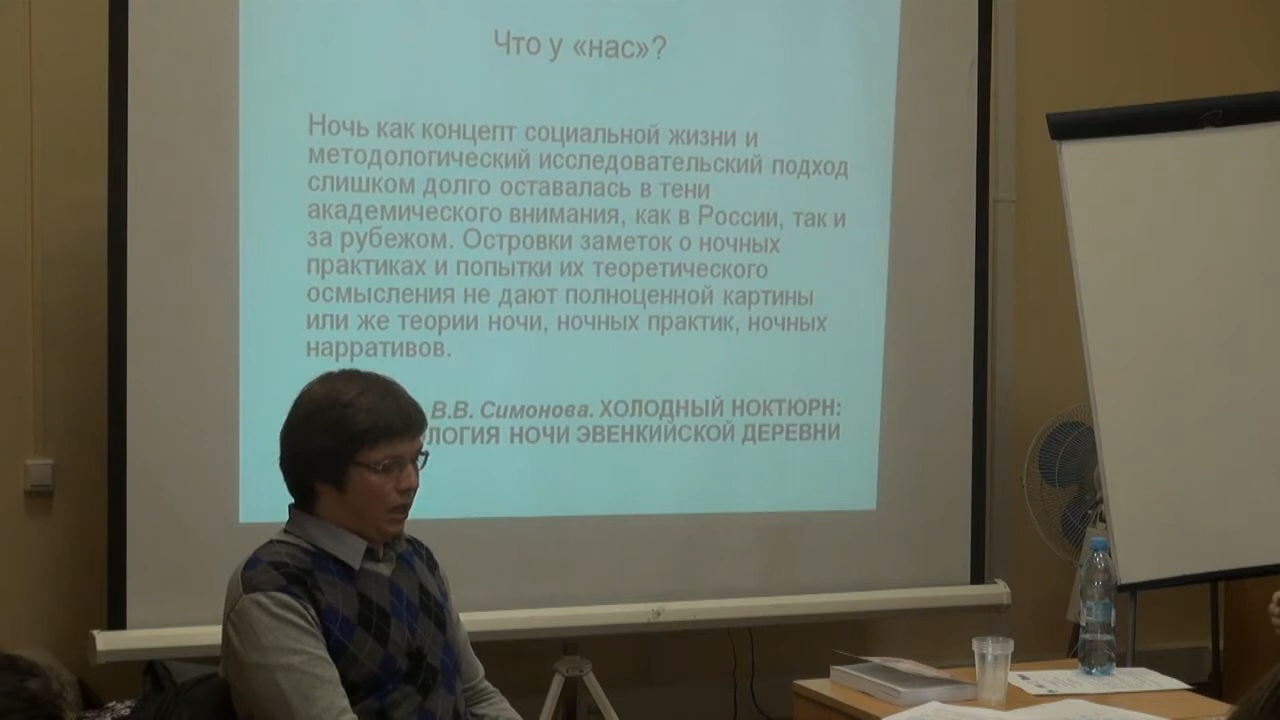 Что у «нас»?
Ночь как концепт социальной жизни и
методологический исследовательский подход
слишком долго оставалась в тени
академического внимания, как в России, так и
за рубежом. Островки заметок о ночных
практиках и попытки их теоретического
осмысления не дают полноценной картины
или же теории ночи, ночных практик, ночных
нарративов.
В.В. Симонова. ХОЛОДНЫЙ НОКТЮРН:
ЛОГИЯ НОЧИ ЭВЕНКИЙСКОЙ ДЕРЕВНИ